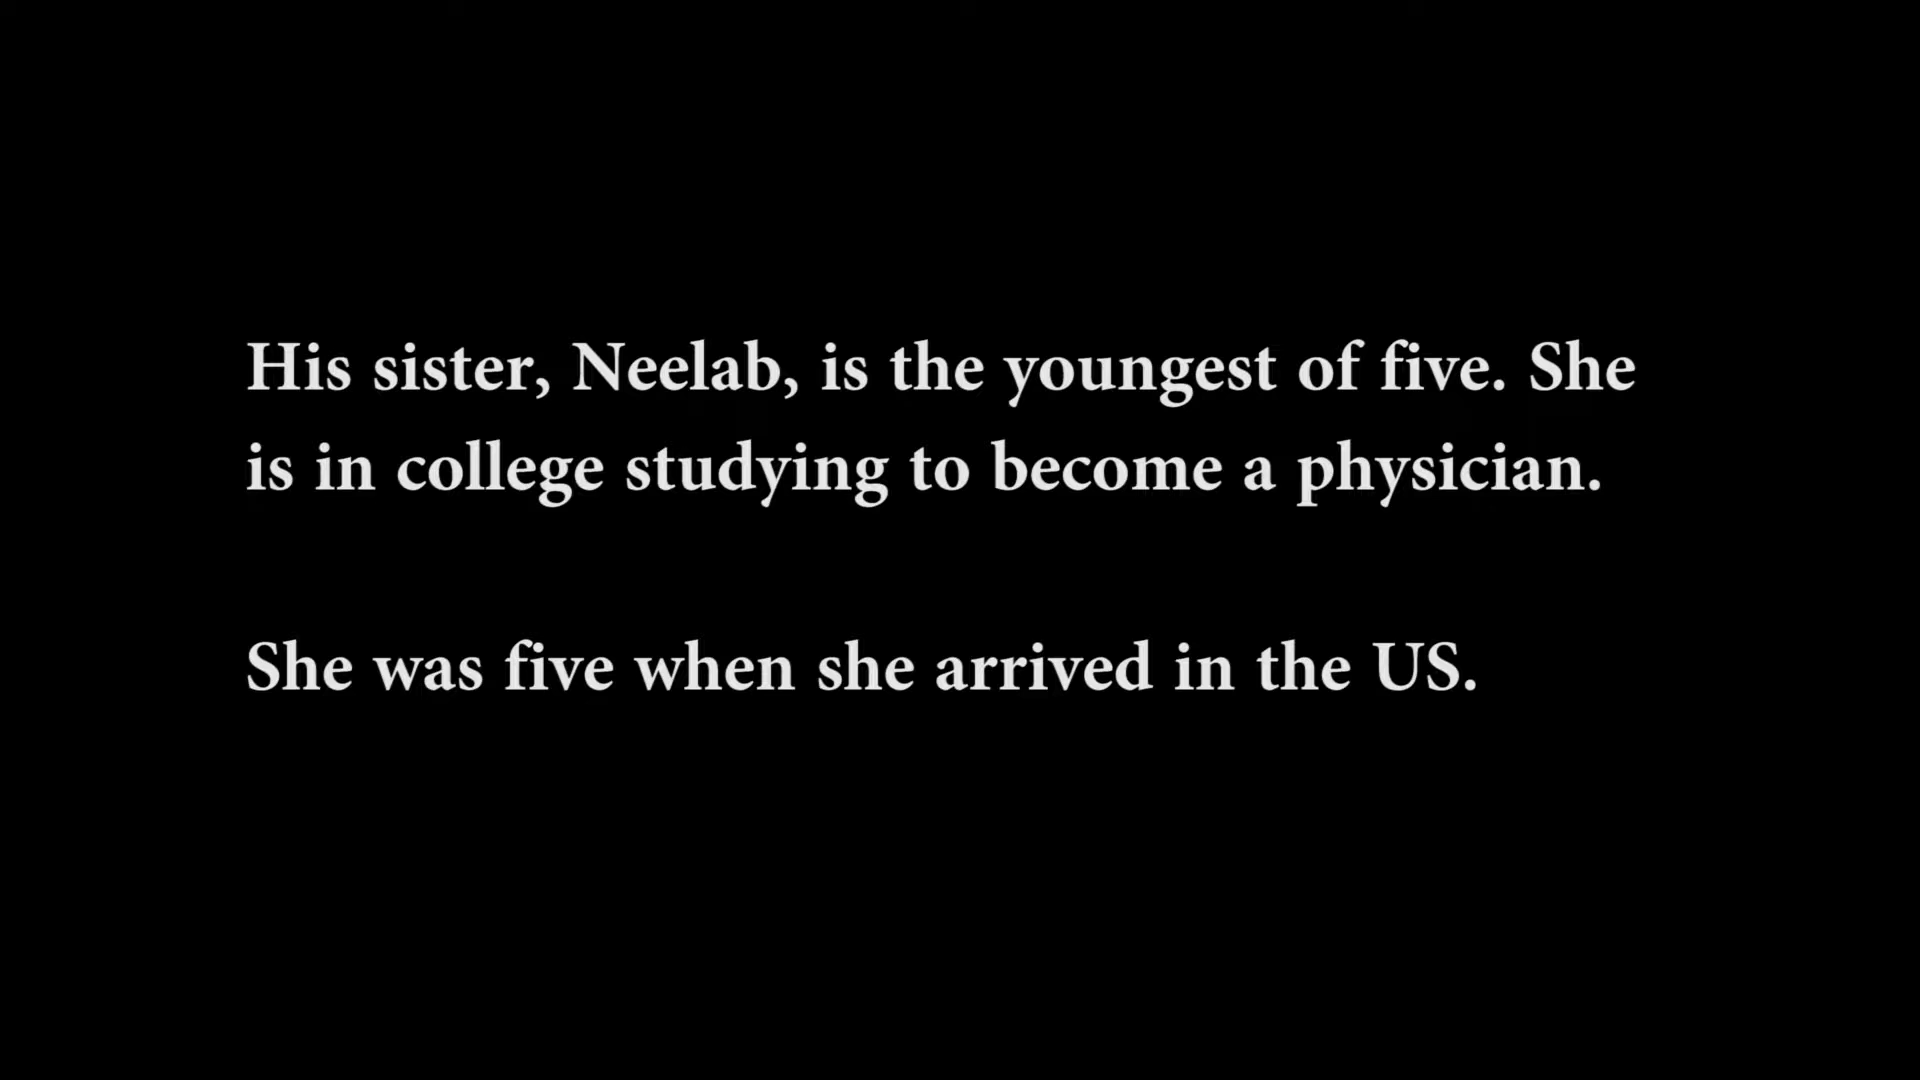 His sister, Neelab, is the youngest of five. She
is in college studying to become a physician.
She was five when she arrived in the US.